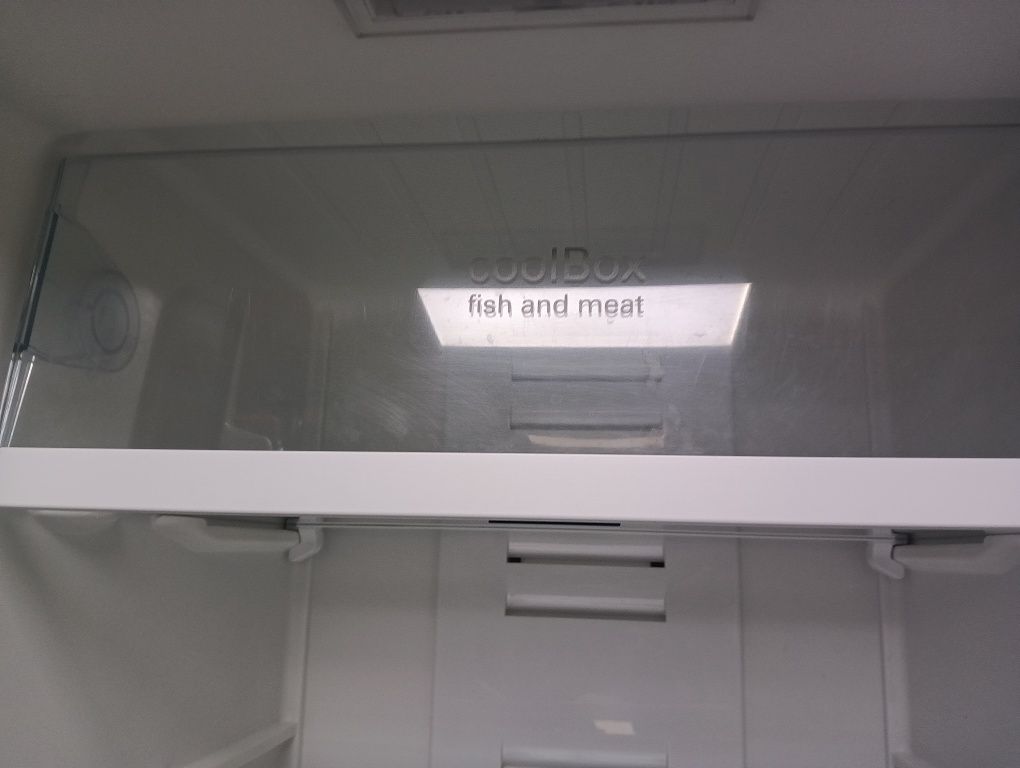 coolBox
fish and meat